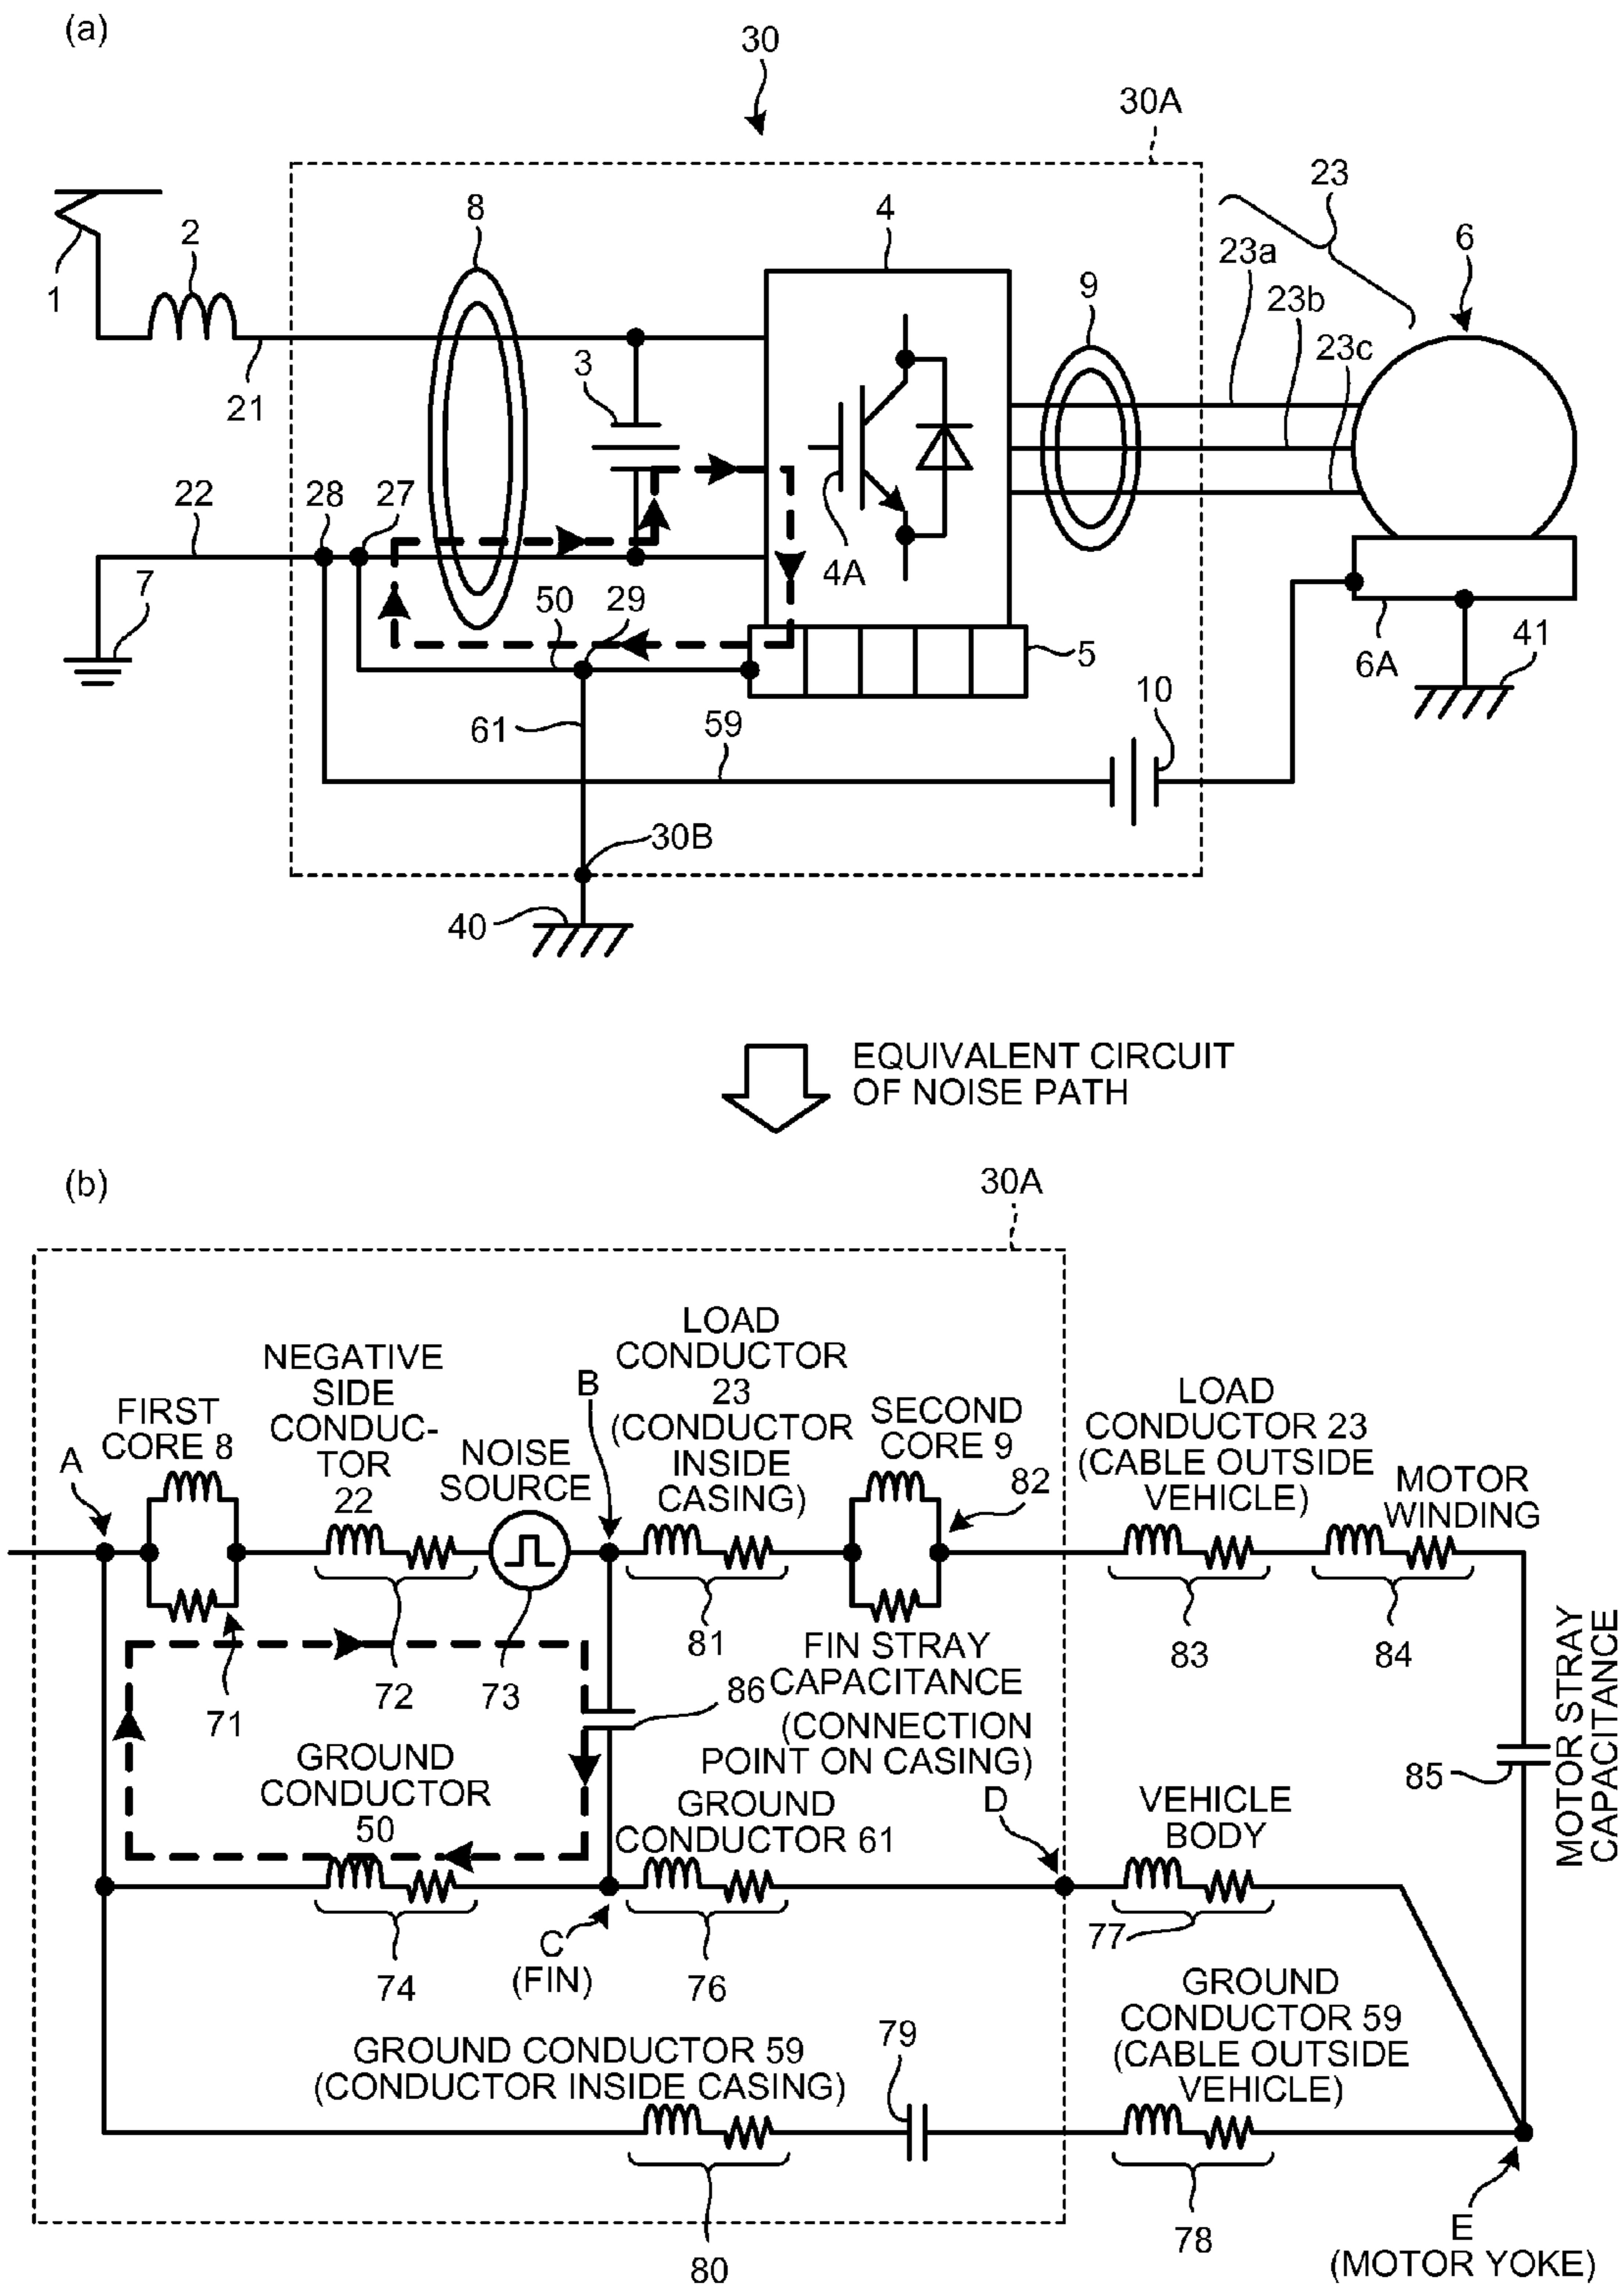 (a)
30
30A
23
8
4
6
2
23a
9
23b
1
3
23c
21
22
28
27
7
4A
50
29
5
6A
41
10
61
59
30B
40
EQUIVALENT CIRCUIT
OF NOISE PATH
(b)
30A
LOAD
CONDUCTOR
23
(CONDUCTOR
INSIDE
CASING)
NEGATIVE
SIDE
CONDUC-
TOR
22
B
LOAD
CONDUCTOR 23
(CABLE OUTSIDE
VEHICLE)
FIRST
CORE 8
SECOND
CORE 9
A
NOISE
SOURCE
82
MOTOR
WINDING
81
83
84
71
72
73
FIN STRAY
CAPACITANCE
86
(CONNECTION
POINT ON CASING)
MOTOR STRAY
CAPACITANCE
85
GROUND
CONDUCTOR
50
D
GROUND
CONDUCTOR 61
VEHICLE
BODY
C
(FIN)
74
76
77
GROUND
CONDUCTOR 59
(CABLE OUTSIDE
VEHICLE)
79
GROUND CONDUCTOR 59
(CONDUCTOR INSIDE CASING)
80
78
E
(MOTOR YOKE)